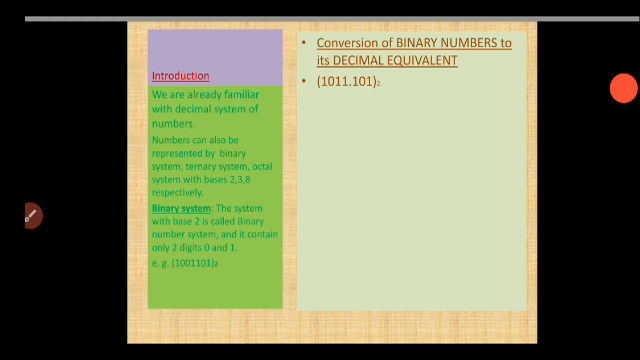 Introduction
We are already familiar
with decimal system of
numbers.
Numbers can also be
represented by binary
system, ternary system, octal
system with bases 2,3,8
respectively.
Binary system: The system
with base 2 is called Binary
number system, and it contain
only 2 digits 0 and 1.
e. g. (1001101)₂
• Conversion of BINARY NUMBERS to
its DECIMAL EQUIVALENT
• (1011.101)₂.